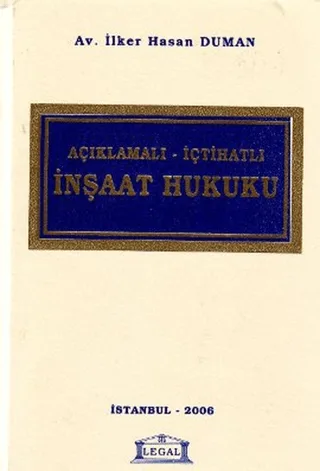 Av. İlker Hasan DUMAN
AÇIKLAMALI - İÇTİHATLI
İNŞAAT HUKUKU
İSTANBUL - 2006
LEGAL